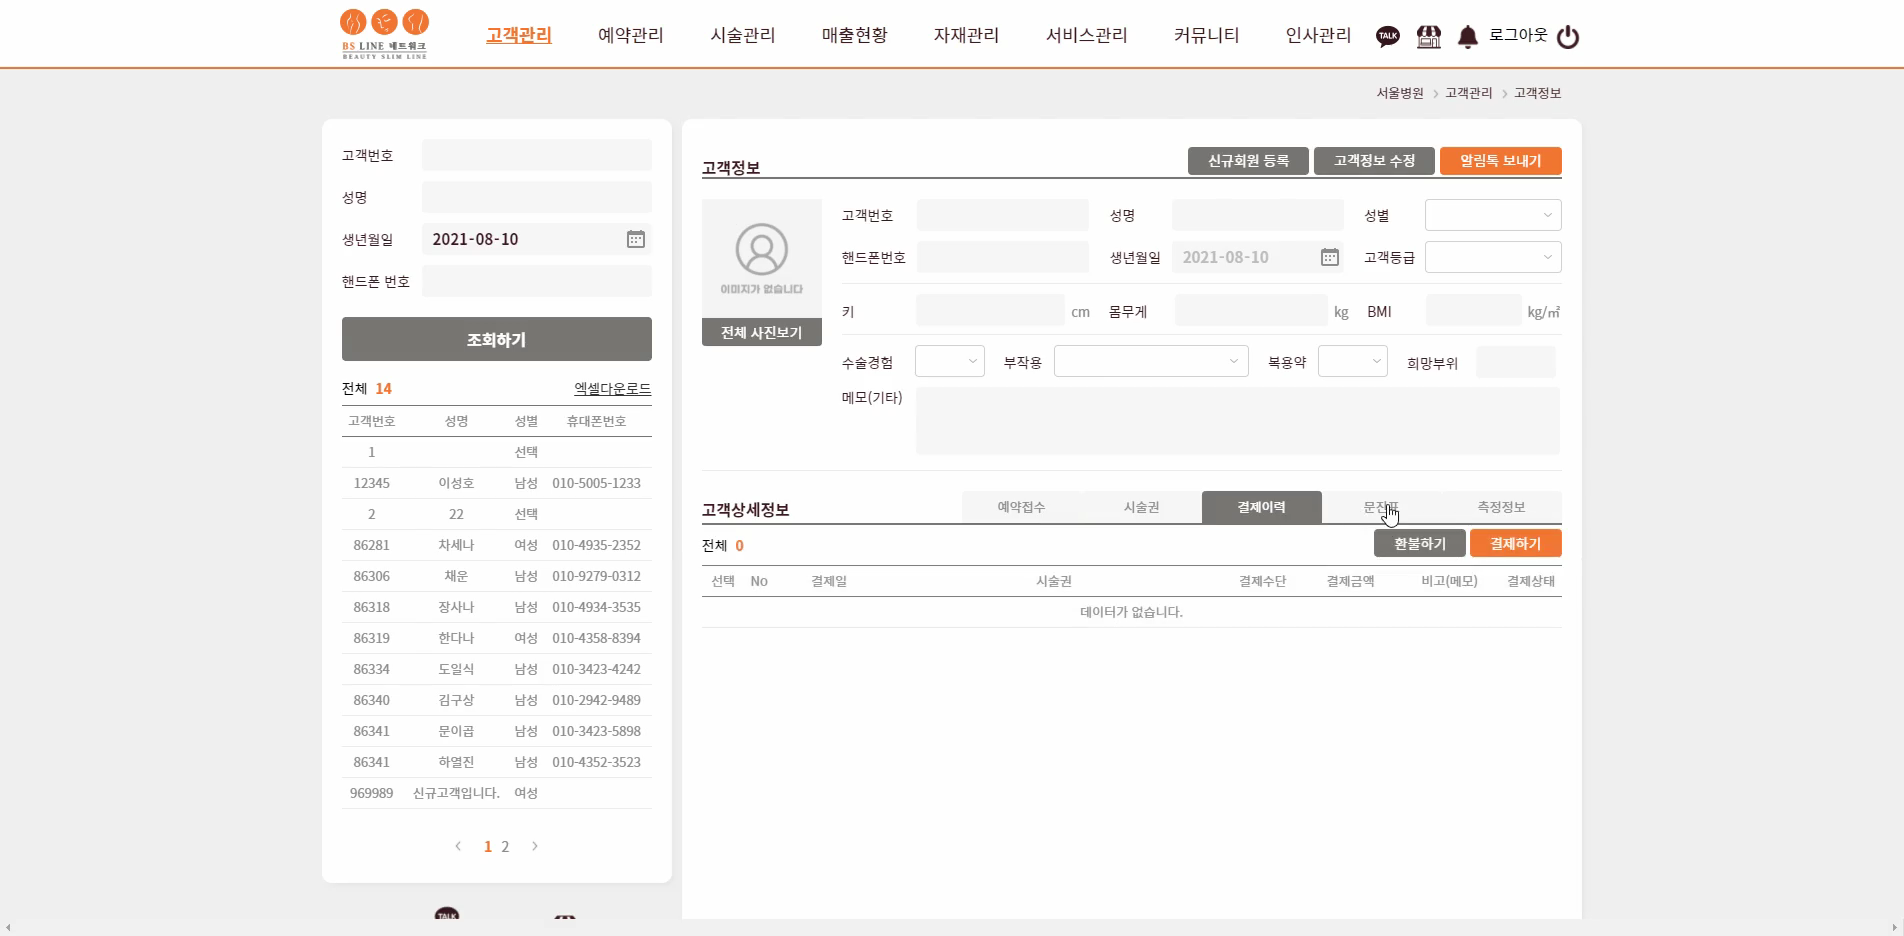 BS LINE 네트워크
BEAUTY SLIM LINE
고객관리 예약관리 시술관리 매출현황 자재관리 서비스관리 커뮤니티 인사관리 TALK 로그아웃
서울병원 > 고객관리 > 고객정보
고객번호
성명
생년월일 2021-08-10
핸드폰 번호
조회하기
전체 14 엑셀다운로드
고객번호 성명 성별 휴대폰번호
1 선택
12345 이성호 남성 010-5005-1233
2 22 선택
86281 차세나 여성 010-4935-2352
86306 채운 남성 010-9279-0312
86318 장사나 남성 010-4934-3535
86319 한다나 여성 010-4358-8394
86334 도일식 남성 010-3423-4242
86340 김구상 남성 010-2942-9489
86341 문이곱 남성 010-3423-5898
86341 하열진 남성 010-4352-3523
969989 신규고객입니다. 여성
< 1 2 >
TALK
고객정보 신규회원 등록 고객정보 수정 알림톡 보내기
이미지가 없습니다
전체 사진보기
고객번호 성명 성별
핸드폰번호 생년월일 2021-08-10 고객등급
키 cm 몸무게 kg BMI kg/㎡
수술경험 부작용 복용약 희망부위
메모(기타)
고객상세정보 예약접수 시술권 결제이력 문진표 측정정보
전체 0 환불하기 결제하기
선택 No 결제일 시술권 결제수단 결제금액 비고(메모) 결제상태
데이터가 없습니다.